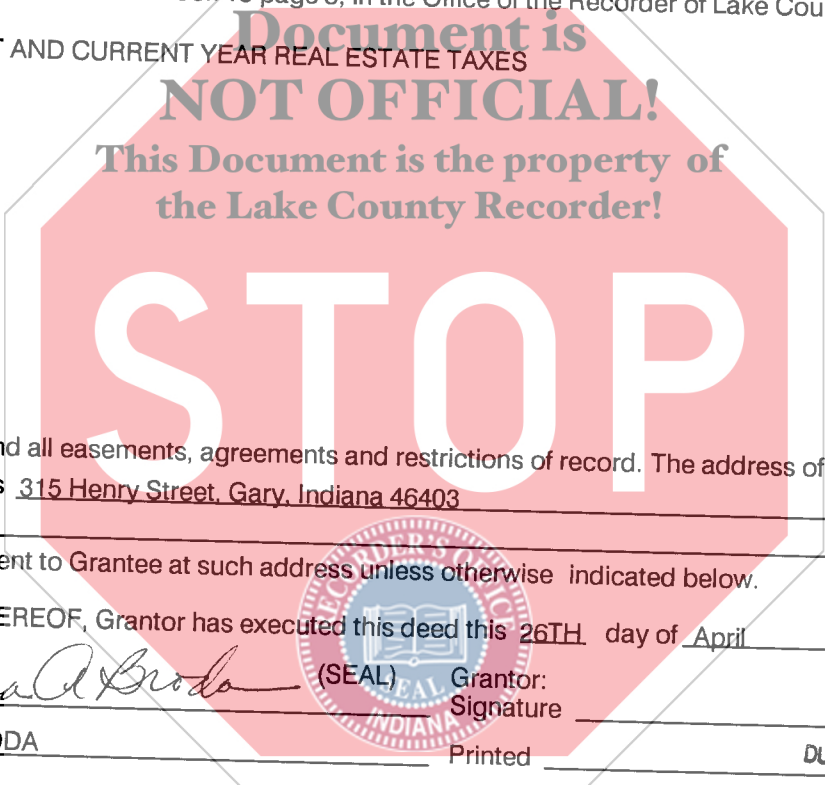 page 8, in the Office of the Recorder of Lake Cou
Document is
T AND CURRENT YEAR REAL ESTATE TAXES
NOT OFFICIAL!
This Document is the property of
the Lake County Recorder!
STOP
nd all easements, agreements and restrictions of record. The address of
s 315 Henry Street, Gary, Indiana 46403
ent to Grantee at such address unless otherwise indicated below.
EREOF, Grantor has executed this deed this 26TH day of April
a A Broda (SEAL) Grantor:
Signature
DA Printed DU
RECORDER'S OFFICE
SEAL
INDIANA